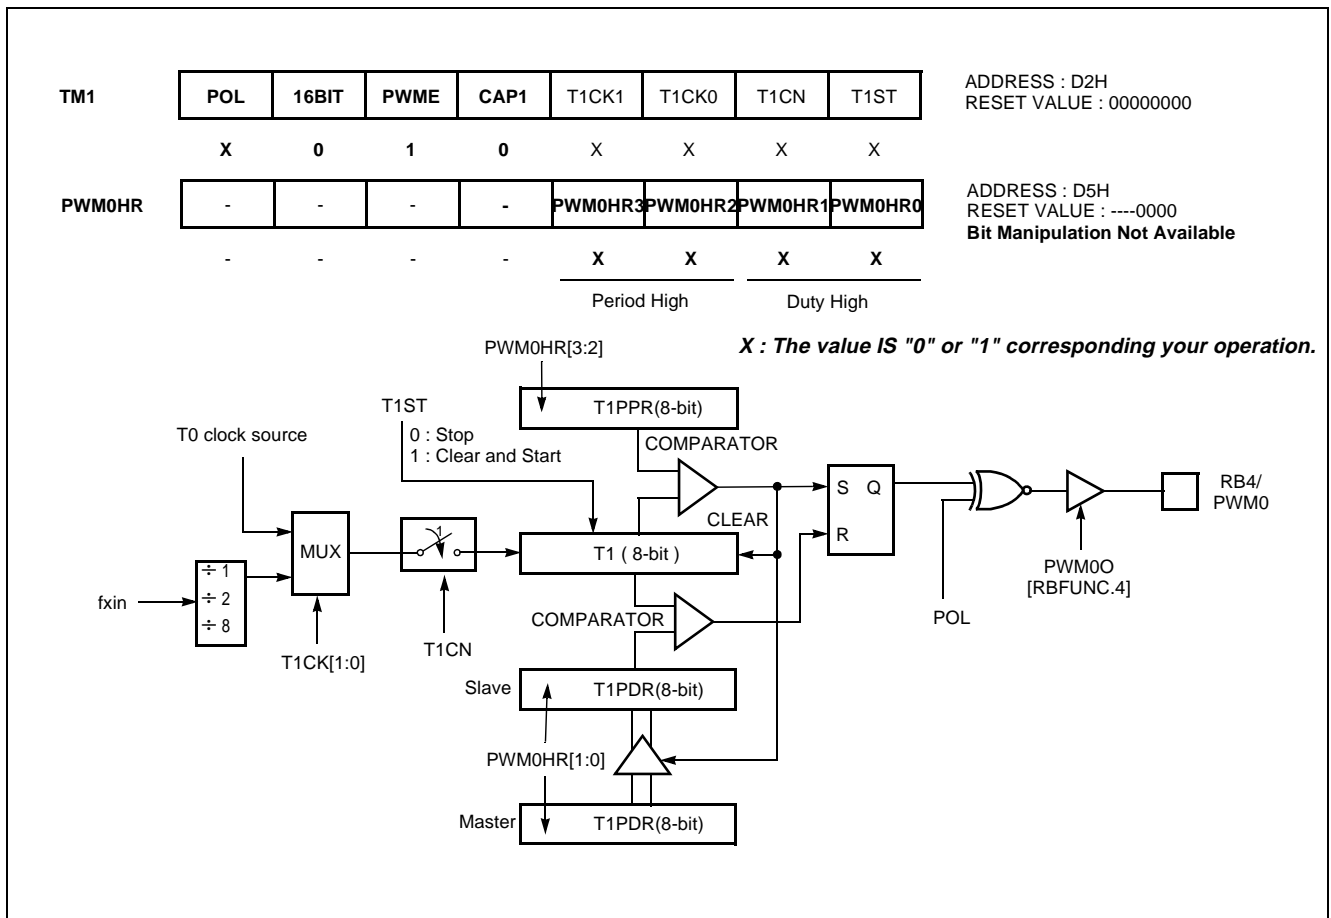 TM1 POL 16BIT PWME CAP1 T1CK1 T1CK0 T1CN T1ST ADDRESS : D2H
RESET VALUE : 00000000
X 0 1 0 X X X X
PWM0HR - - - - PWM0HR3 PWM0HR2 PWM0HR1 PWM0HR0 ADDRESS : D5H
RESET VALUE : ----0000
Bit Manipulation Not Available
- - - - X X X X
Period High Duty High
X : The value IS "0" or "1" corresponding your operation.
PWM0HR[3:2]
T1PPR(8-bit)
T1ST
0 : Stop
1 : Clear and Start
T0 clock source
COMPARATOR
S Q
R
RB4/
PWM0
CLEAR
MUX
1
T1 ( 8-bit )
÷ 1
÷ 2
÷ 8
fxin
PWM0O
[RBFUNC.4]
POL
COMPARATOR
T1CK[1:0]
T1CN
Slave
T1PDR(8-bit)
PWM0HR[1:0]
Master
T1PDR(8-bit)